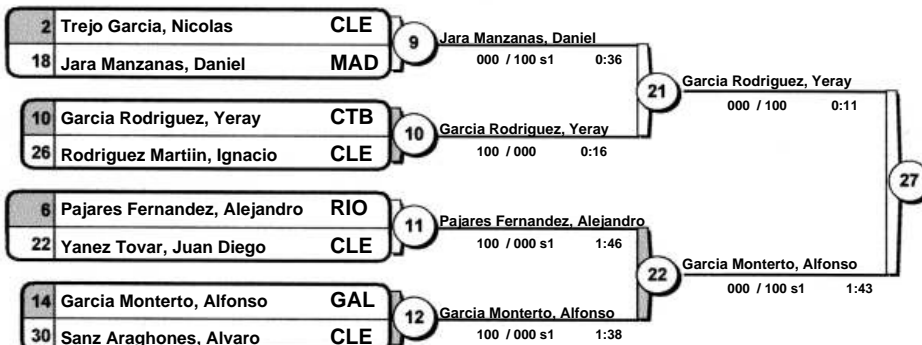 2 Trejo Garcia, Nicolas CLE
18 Jara Manzanas, Daniel MAD
9
Jara Manzanas, Daniel
000 / 100 s1 0:36
10 Garcia Rodriguez, Yeray CTB
26 Rodriguez Martiin, Ignacio CLE
10
Garcia Rodriguez, Yeray
100 / 000 0:16
21
Garcia Rodriguez, Yeray
000 / 100 0:11
6 Pajares Fernandez, Alejandro RIO
22 Yanez Tovar, Juan Diego CLE
11
Pajares Fernandez, Alejandro
100 / 000 s1 1:46
14 Garcia Monterto, Alfonso GAL
30 Sanz Araghones, Alvaro CLE
12
Garcia Monterto, Alfonso
100 / 000 s1 1:38
22
Garcia Monterto, Alfonso
000 / 100 s1 1:43
27